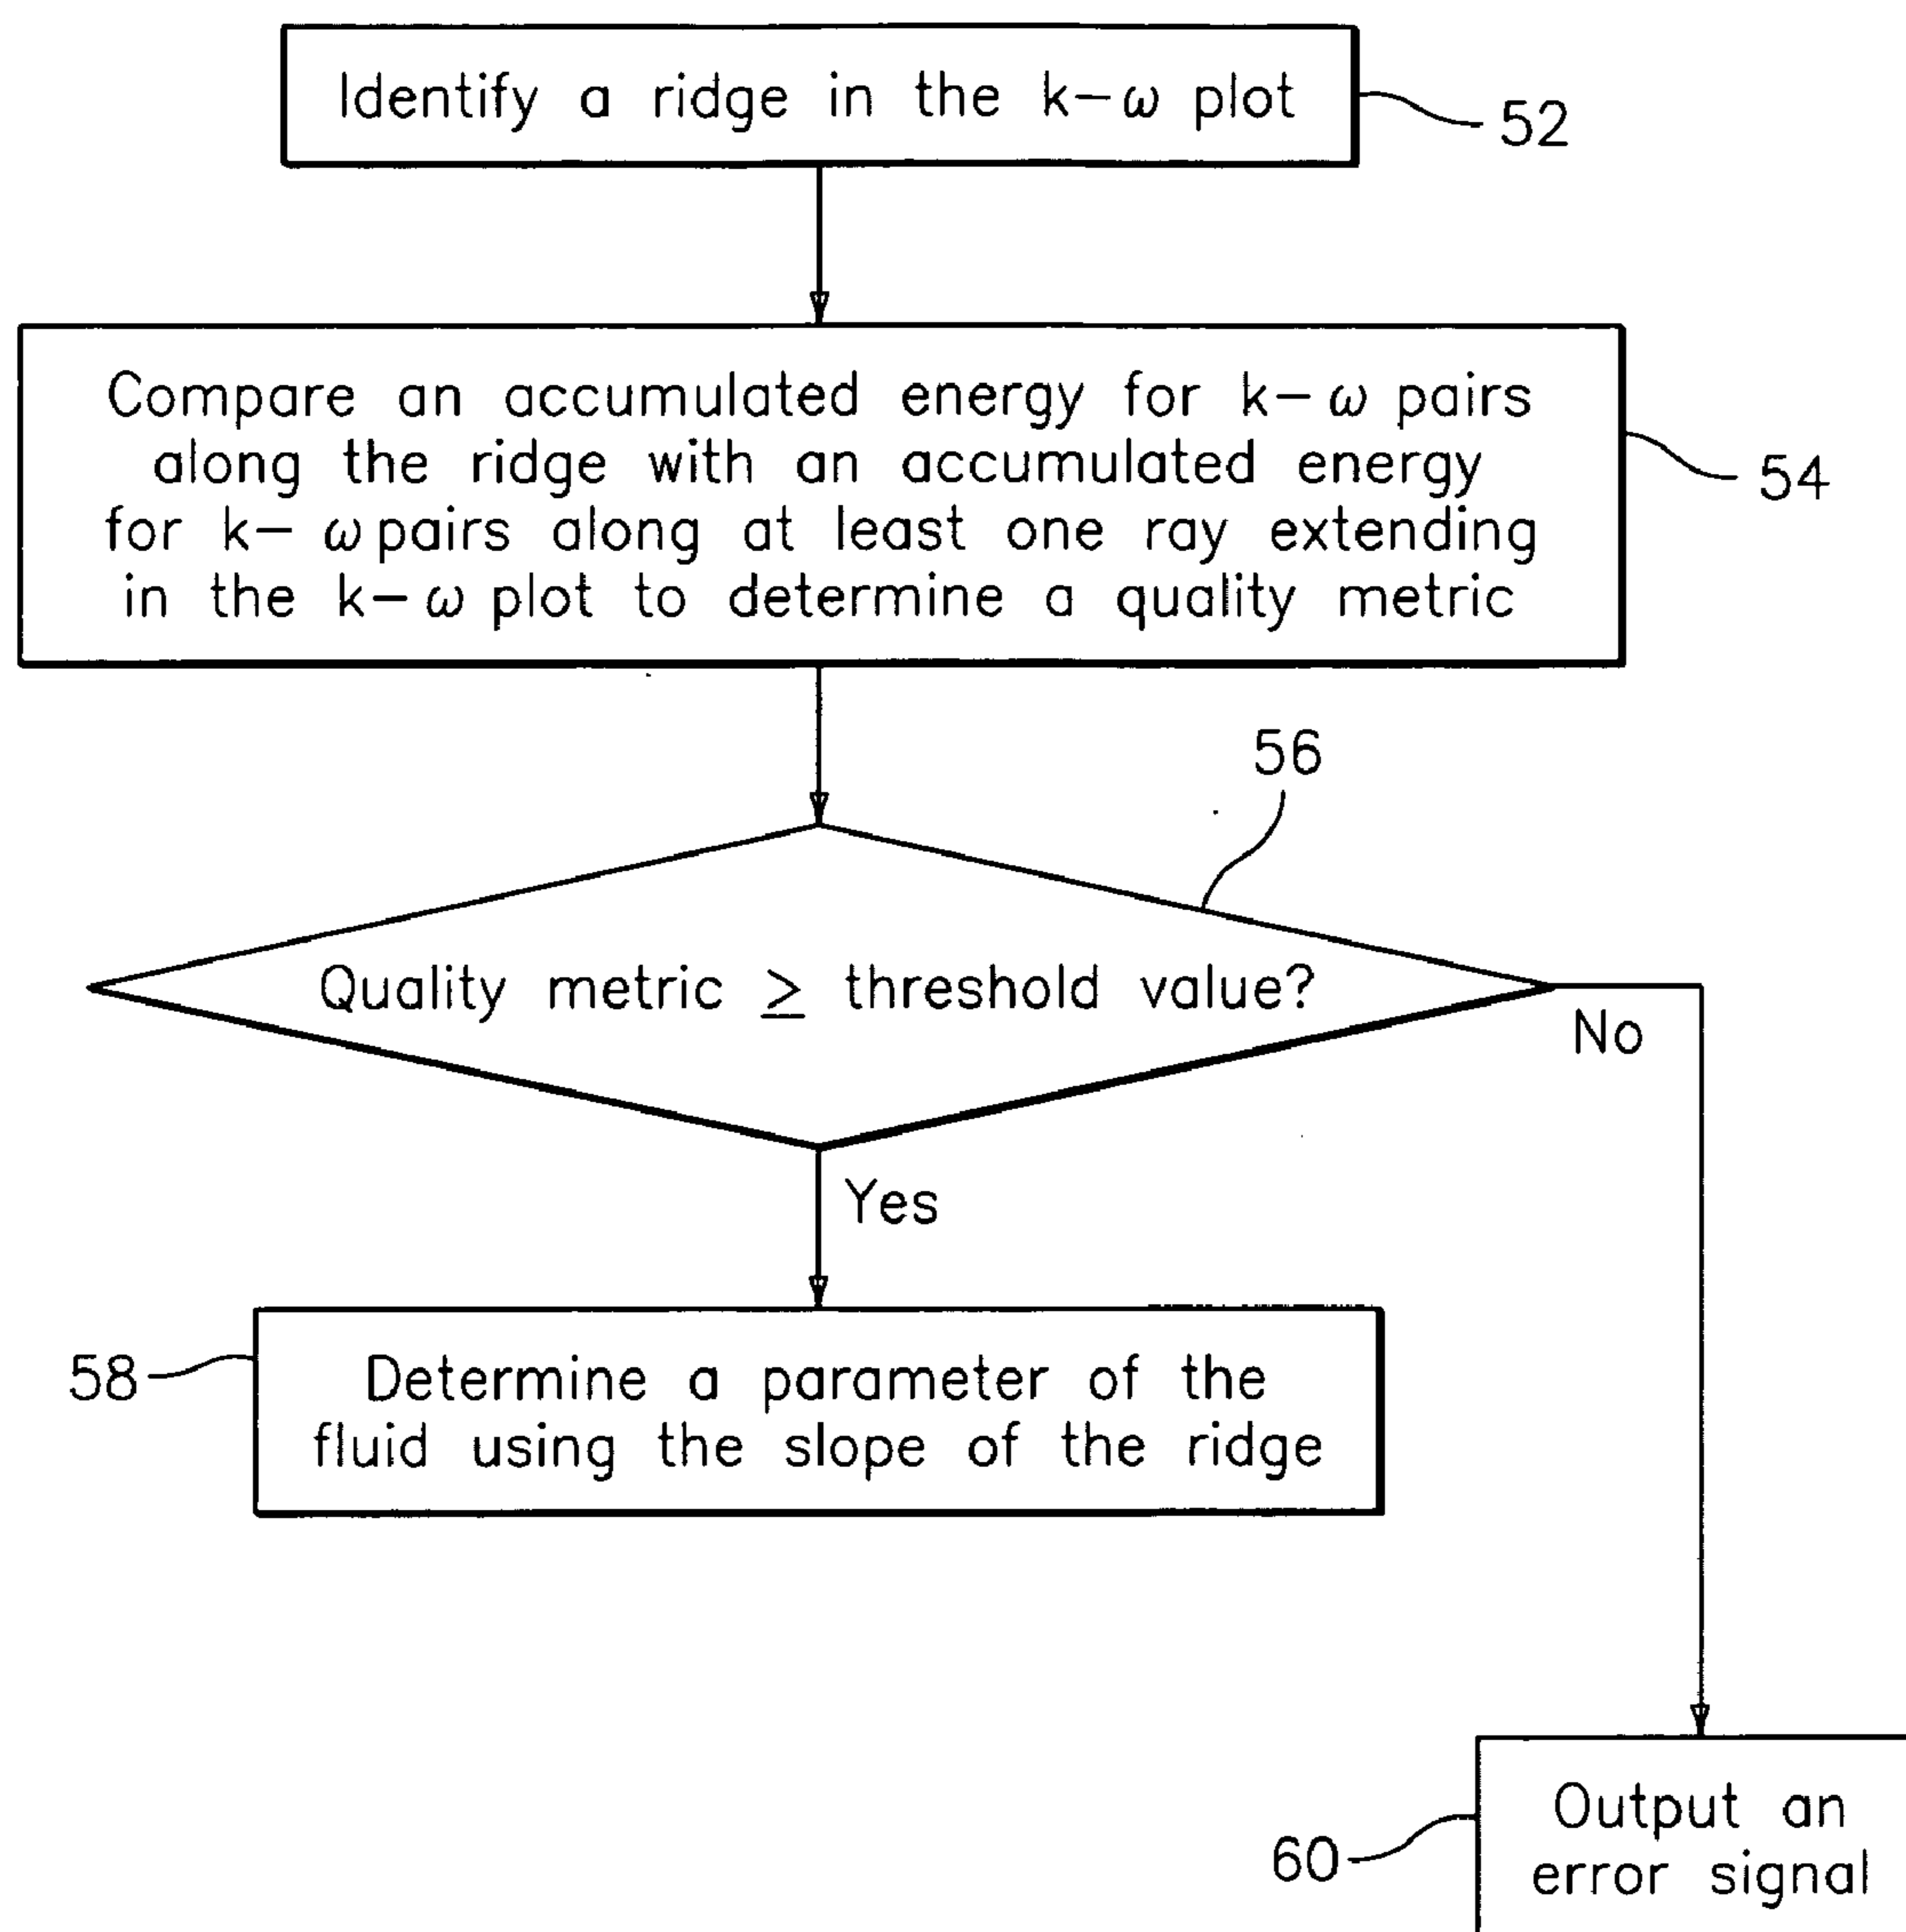 Identify a ridge in the k-ω plot
52
Compare an accumulated energy for k-ω pairs
along the ridge with an accumulated energy
for k-ω pairs along at least one ray extending
in the k-ω plot to determine a quality metric
54
56
Quality metric ≥ threshold value?
No
Yes
58
Determine a parameter of the
fluid using the slope of the ridge
Output an
error signal
60